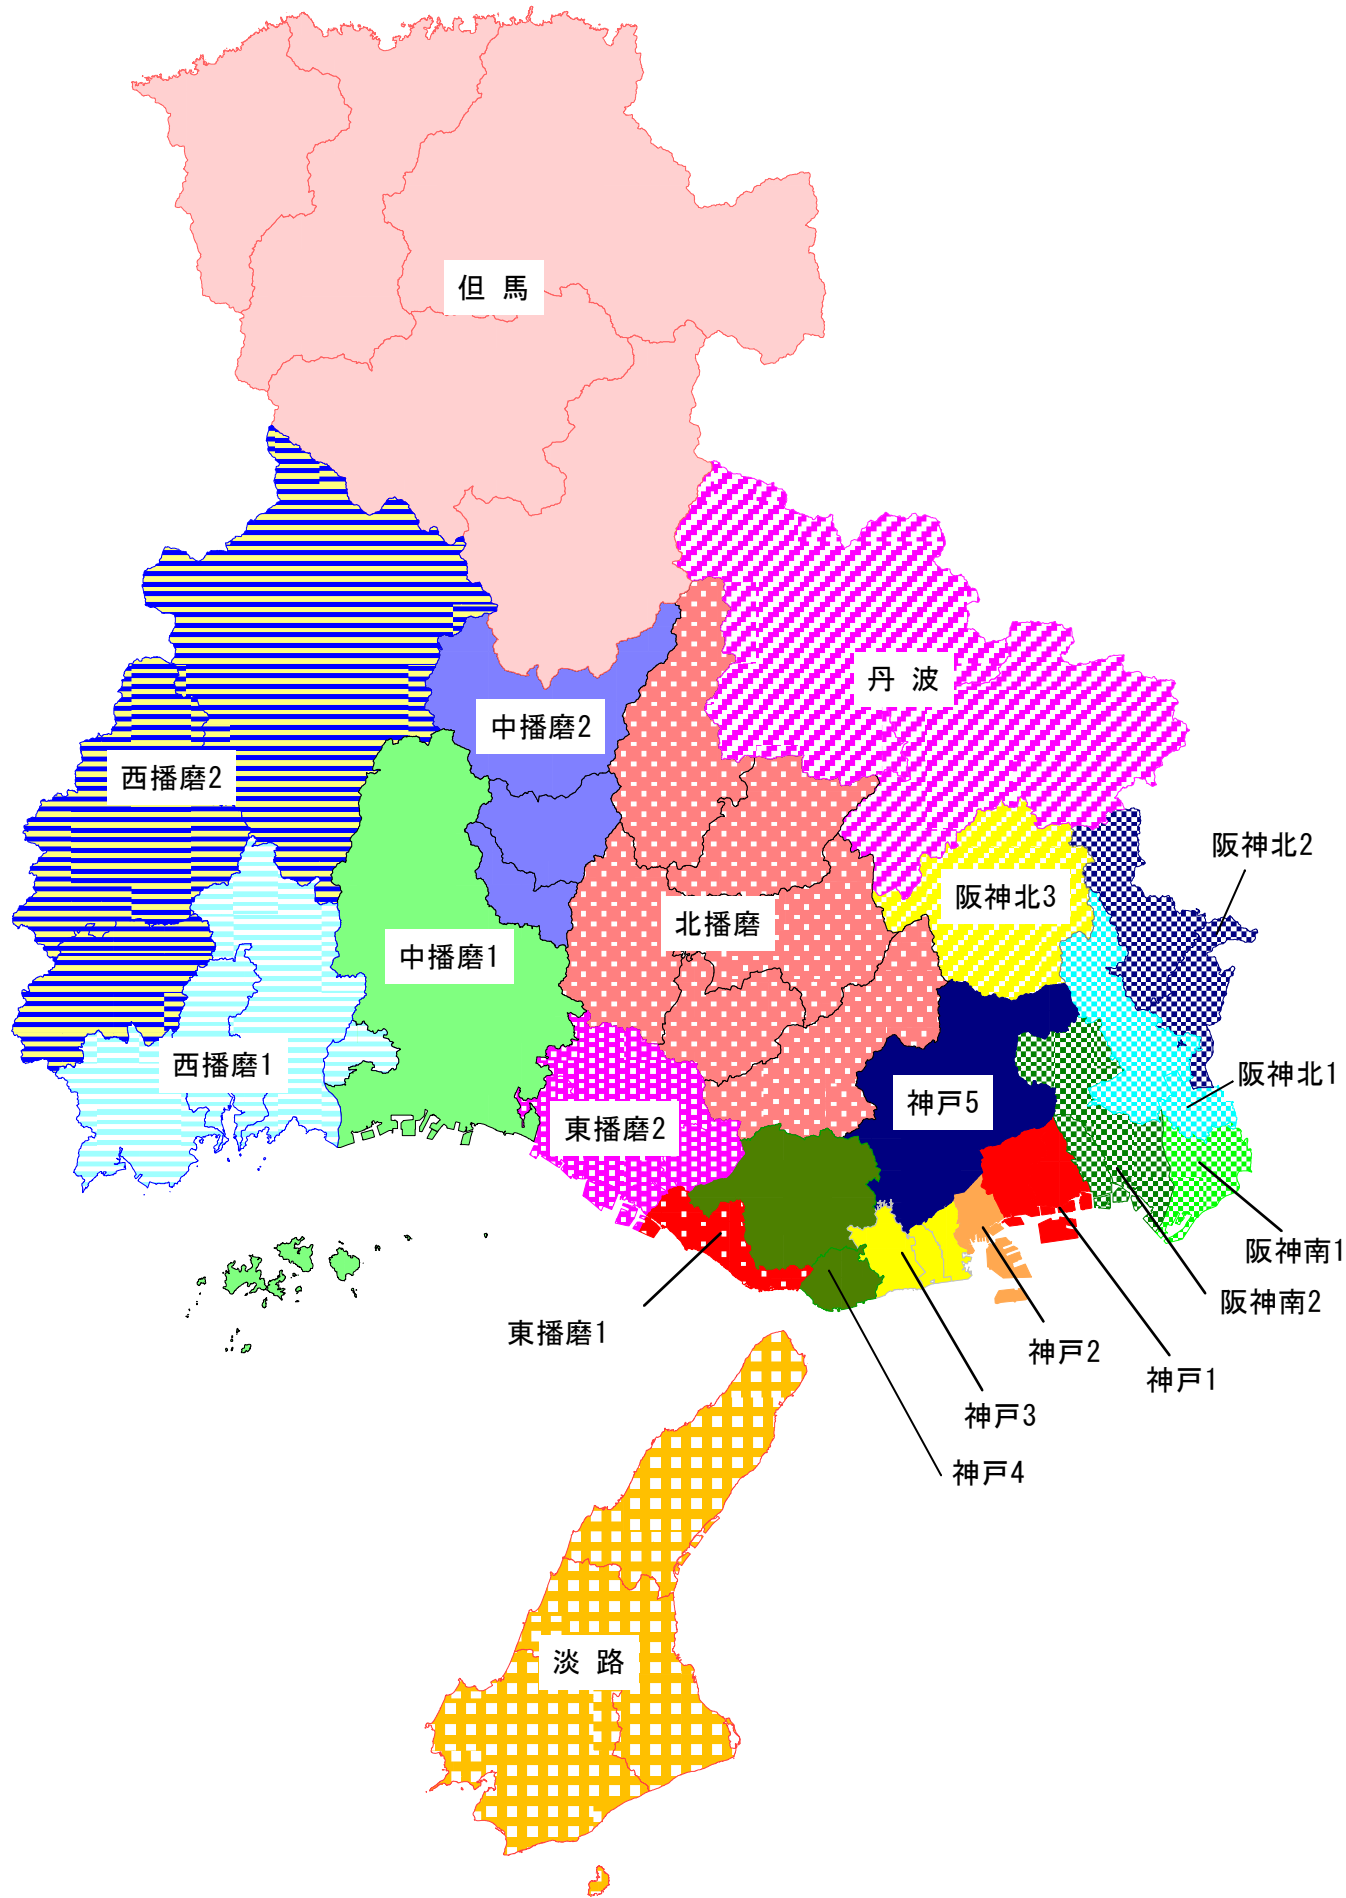 但 馬
丹 波
中播磨2
西播磨2
阪神北2
阪神北3
北播磨
中播磨1
西播磨1
阪神北1
神戸5
東播磨2
阪神南1
阪神南2
東播磨1
神戸2
神戸1
神戸3
神戸4
淡 路